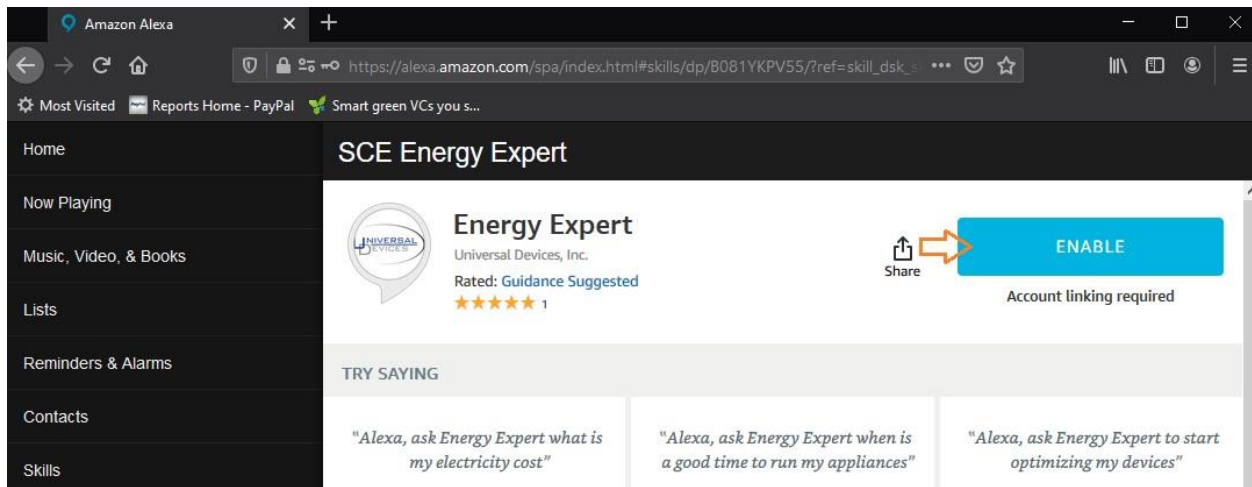 Amazon Alexa
https://alexa.amazon.com/spa/index.html#skills/dp/B081YKPV55/?ref=skill_dsk_s
Most Visited Reports Home - PayPal Smart green VCs you s...
Home
Now Playing
Music, Video, & Books
Lists
Reminders & Alarms
Contacts
Skills
SCE Energy Expert
UNIVERSAL
DEVICES
Energy Expert
Universal Devices, Inc.
Rated: Guidance Suggested
1
Share
ENABLE
Account linking required
TRY SAYING
"Alexa, ask Energy Expert what is
my electricity cost"
"Alexa, ask Energy Expert when is
a good time to run my appliances"
"Alexa, ask Energy Expert to start
optimizing my devices"